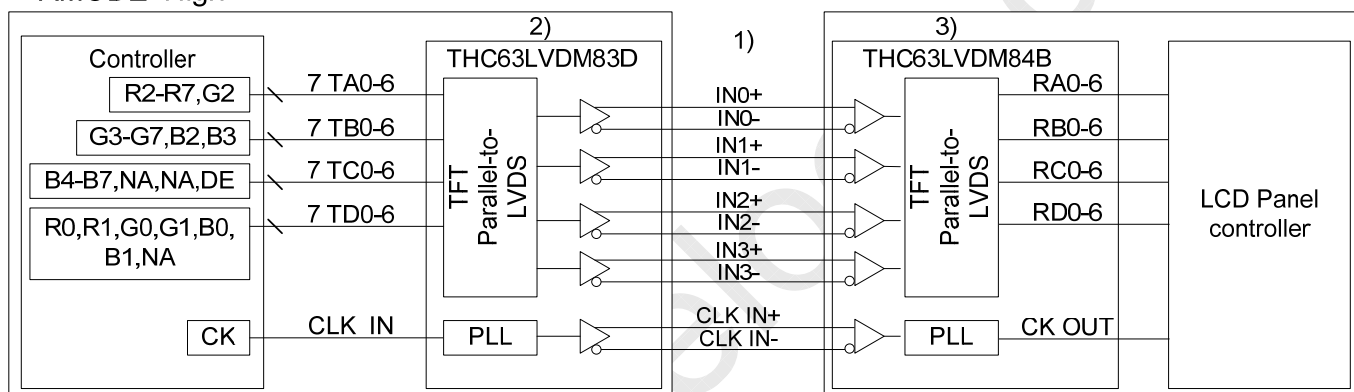 2)
1)
3)
Controller
THC63LVDM83D
THC63LVDM84B
R2-R7,G2
7 TA0-6
IN0+
IN0-
RA0-6
G3-G7,B2,B3
7 TB0-6
IN1+
IN1-
RB0-6
B4-B7,NA,NA,DE
7 TC0-6
IN2+
IN2-
RC0-6
R0,R1,G0,G1,B0,
B1,NA
7 TD0-6
IN3+
IN3-
RD0-6
TFT
Parallel-to-
LVDS
TFT
Parallel-to-
LVDS
LCD Panel
controller
CK
CLK IN
PLL
CLK IN+
CLK IN-
PLL
CK OUT